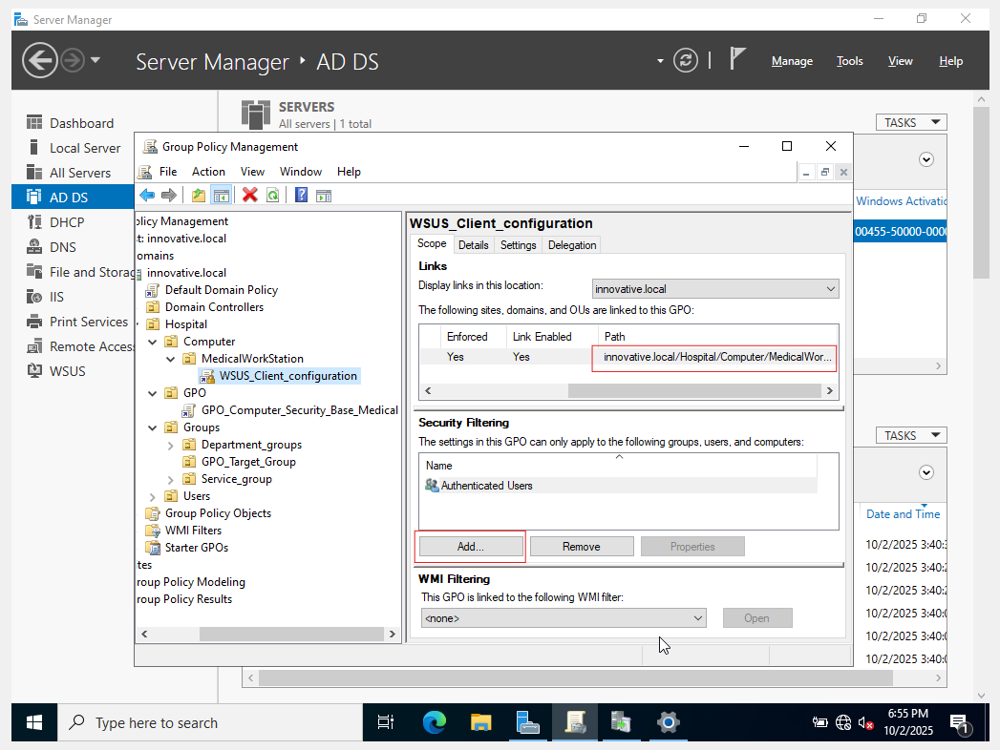 Server Manager
Server Manager ‣ AD DS
Manage
Tools
View
Help
Dashboard
Local Server
All Servers
AD DS
DHCP
DNS
File and Storag
IIS
Print Services
Remote Acces
WSUS
SERVERS
All servers | 1 total
TASKS
Windows Activatio
00455-50000-0000
TASKS
Date and Time
10/2/2025 3:40:3
10/2/2025 3:40:2
10/2/2025 3:40:2
10/2/2025 3:40:0
10/2/2025 3:40:0
10/2/2025 3:40:0
Group Policy Management
File Action View Window Help
olicy Management
t: innovative.local
omains
innovative.local
Default Domain Policy
Domain Controllers
Hospital
Computer
MedicalWorkStation
WSUS_Client_configuration
GPO
GPO_Computer_Security_Base_Medical
Groups
Department_groups
GPO_Target_Group
Service_group
Users
Group Policy Objects
WMI Filters
Starter GPOs
tes
roup Policy Modeling
roup Policy Results
WSUS_Client_configuration
Scope Details Settings Delegation
Links
Display links in this location:
innovative.local
The following sites, domains, and OUs are linked to this GPO:
Enforced Link Enabled Path
Yes Yes innovative.local/Hospital/Computer/MedicalWor...
Security Filtering
The settings in this GPO can only apply to the following groups, users, and computers:
Name
Authenticated Users
Add... Remove Properties
WMI Filtering
This GPO is linked to the following WMI filter:
<none>
Open
Type here to search
6:55 PM
10/2/2025
1